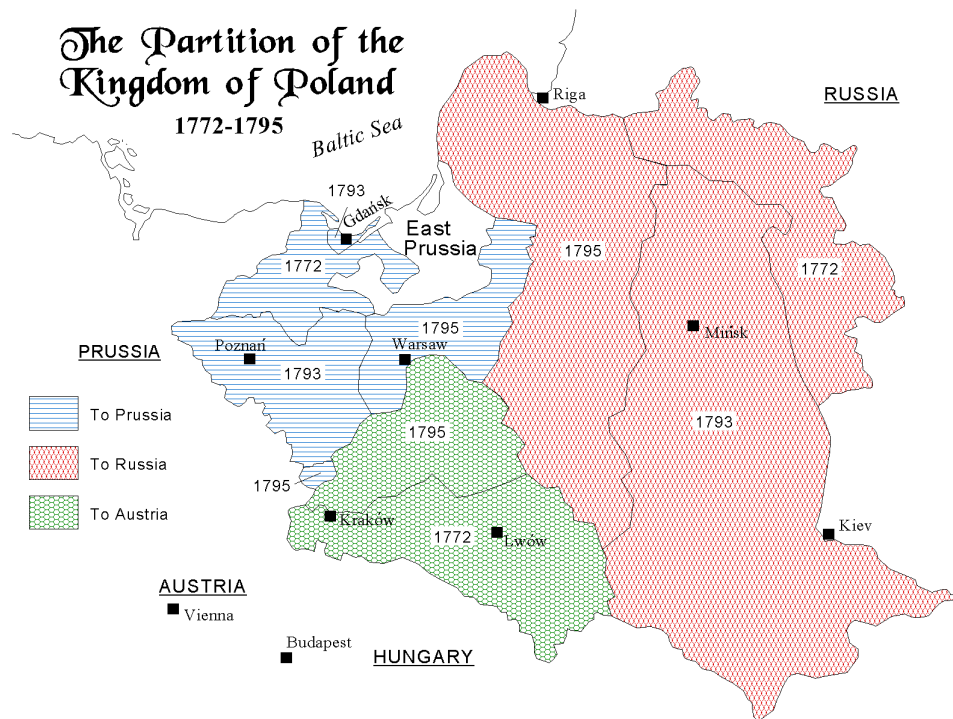 The Partition of the
Kingdom of Poland
1772-1795
Baltic Sea
Riga
RUSSIA
1793
Gdańsk
East
Prussia
1772
1795
1772
1795
Mińsk
Poznań
Warsaw
PRUSSIA
1793
To Prussia
1795
1793
To Russia
1795
To Austria
Kraków
1772
Lwów
Kiev
AUSTRIA
Vienna
Budapest
HUNGARY